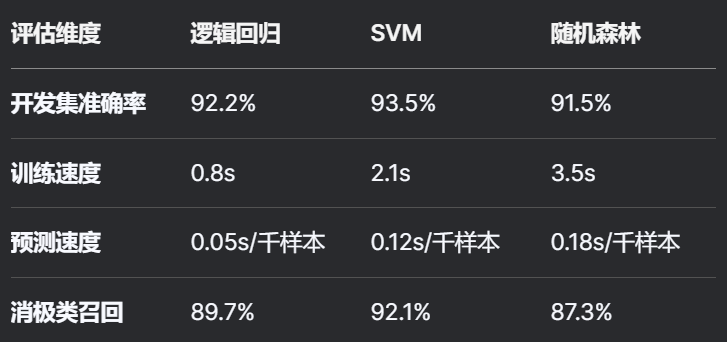 评估维度 逻辑回归 SVM 随机森林
开发集准确率 92.2% 93.5% 91.5%
训练速度 0.8s 2.1s 3.5s
预测速度 0.05s/千样本 0.12s/千样本 0.18s/千样本
消极类召回 89.7% 92.1% 87.3%